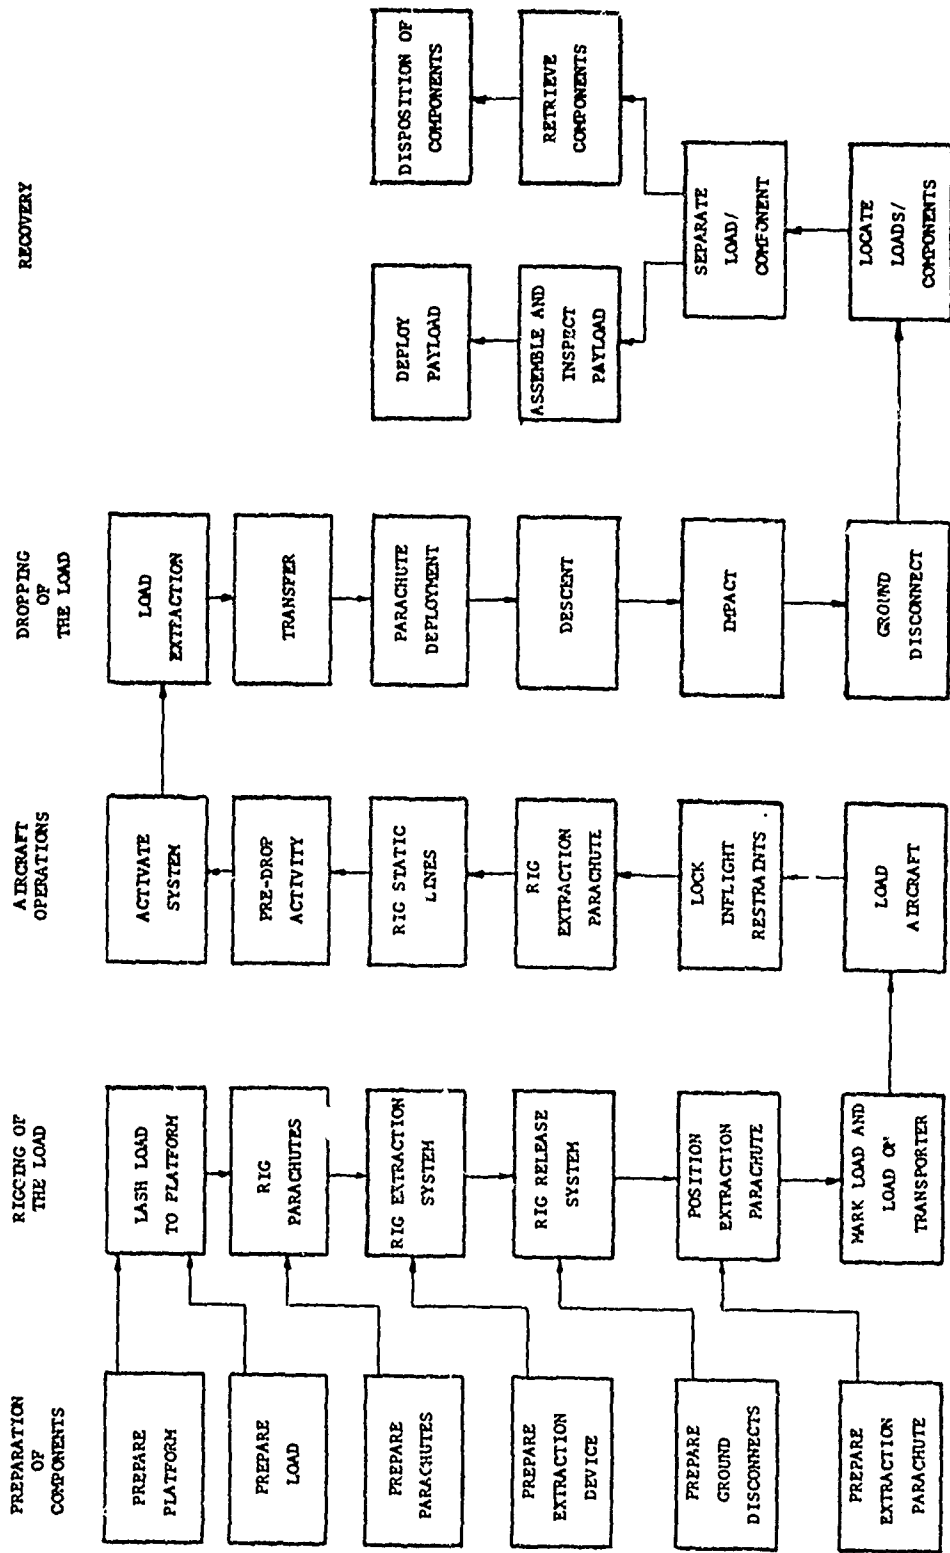 PREPARATION
OF
COMPONENTS
PREPARE
PLATFORM
PREPARE
LOAD
PREPARE
PARACHUTES
PREPARE
EXTRACTION
DEVICE
PREPARE
GROUND
DISCONNECTS
PREPARE
EXTRACTION
PARACHUTE
RIGGING OF
THE LOAD
LASH LOAD
TO PLATFORM
RIG
PARACHUTES
RIG EXTRACTION
SYSTEM
RIG RELEASE
SYSTEM
POSITION
EXTRACTION
PARACHUTE
MARK LOAD AND
LOAD ON
TRANSPORTER
AIRCRAFT
OPERATIONS
ACTIVATE
SYSTEM
PRE-DROP
ACTIVITY
RIG STATIC
LINES
RIG
EXTRACTION
PARACHUTE
LOCK
INFLIGHT
RESTRAINTS
LOAD
AIRCRAFT
DROPPING
OF
THE LOAD
LOAD
EXTRACTION
TRANSFER
PARACHUTE
DEPLOYMENT
DESCENT
IMPACT
GROUND
DISCONNECT
RECOVERY
DEPLOY
PAYLOAD
ASSEMBLE AND
INSPECT
PAYLOAD
DISPOSITION OF
COMPONENTS
RETRIEVE
COMPONENTS
SEPARATE
LOAD/
COMPONENT
LOCATE
LOADS/
COMPONENTS